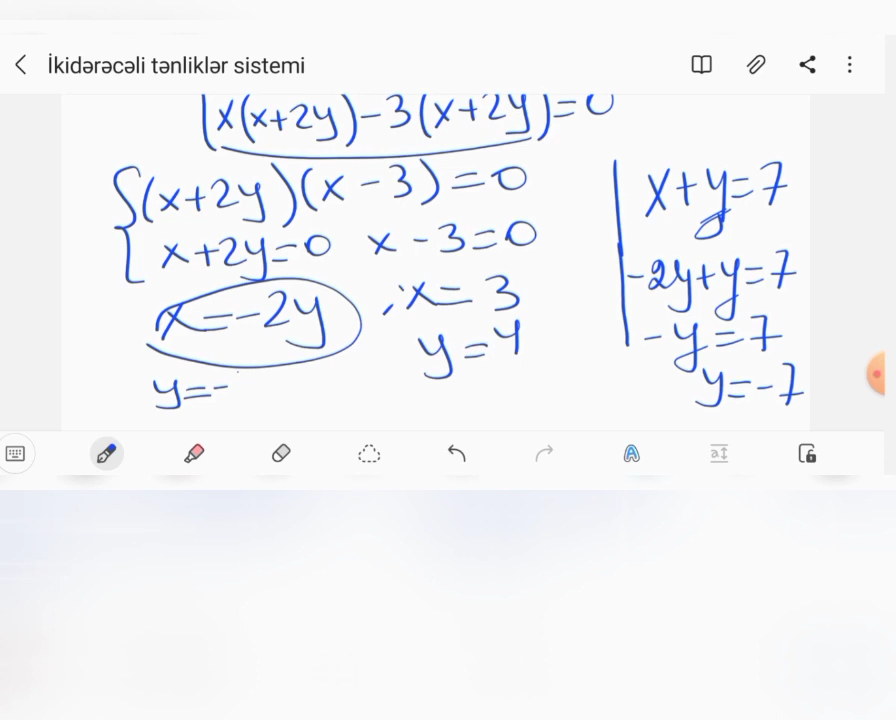 İkidərəcəli tənliklər sistemi
x(x+2y)-3(x+2y)=0
(x+2y)(x-3)=0
x+2y=0 x-3=0
x=-2y x=3
y=4
y=-
x+y=7
-2y+y=7
-y=7
y=-7